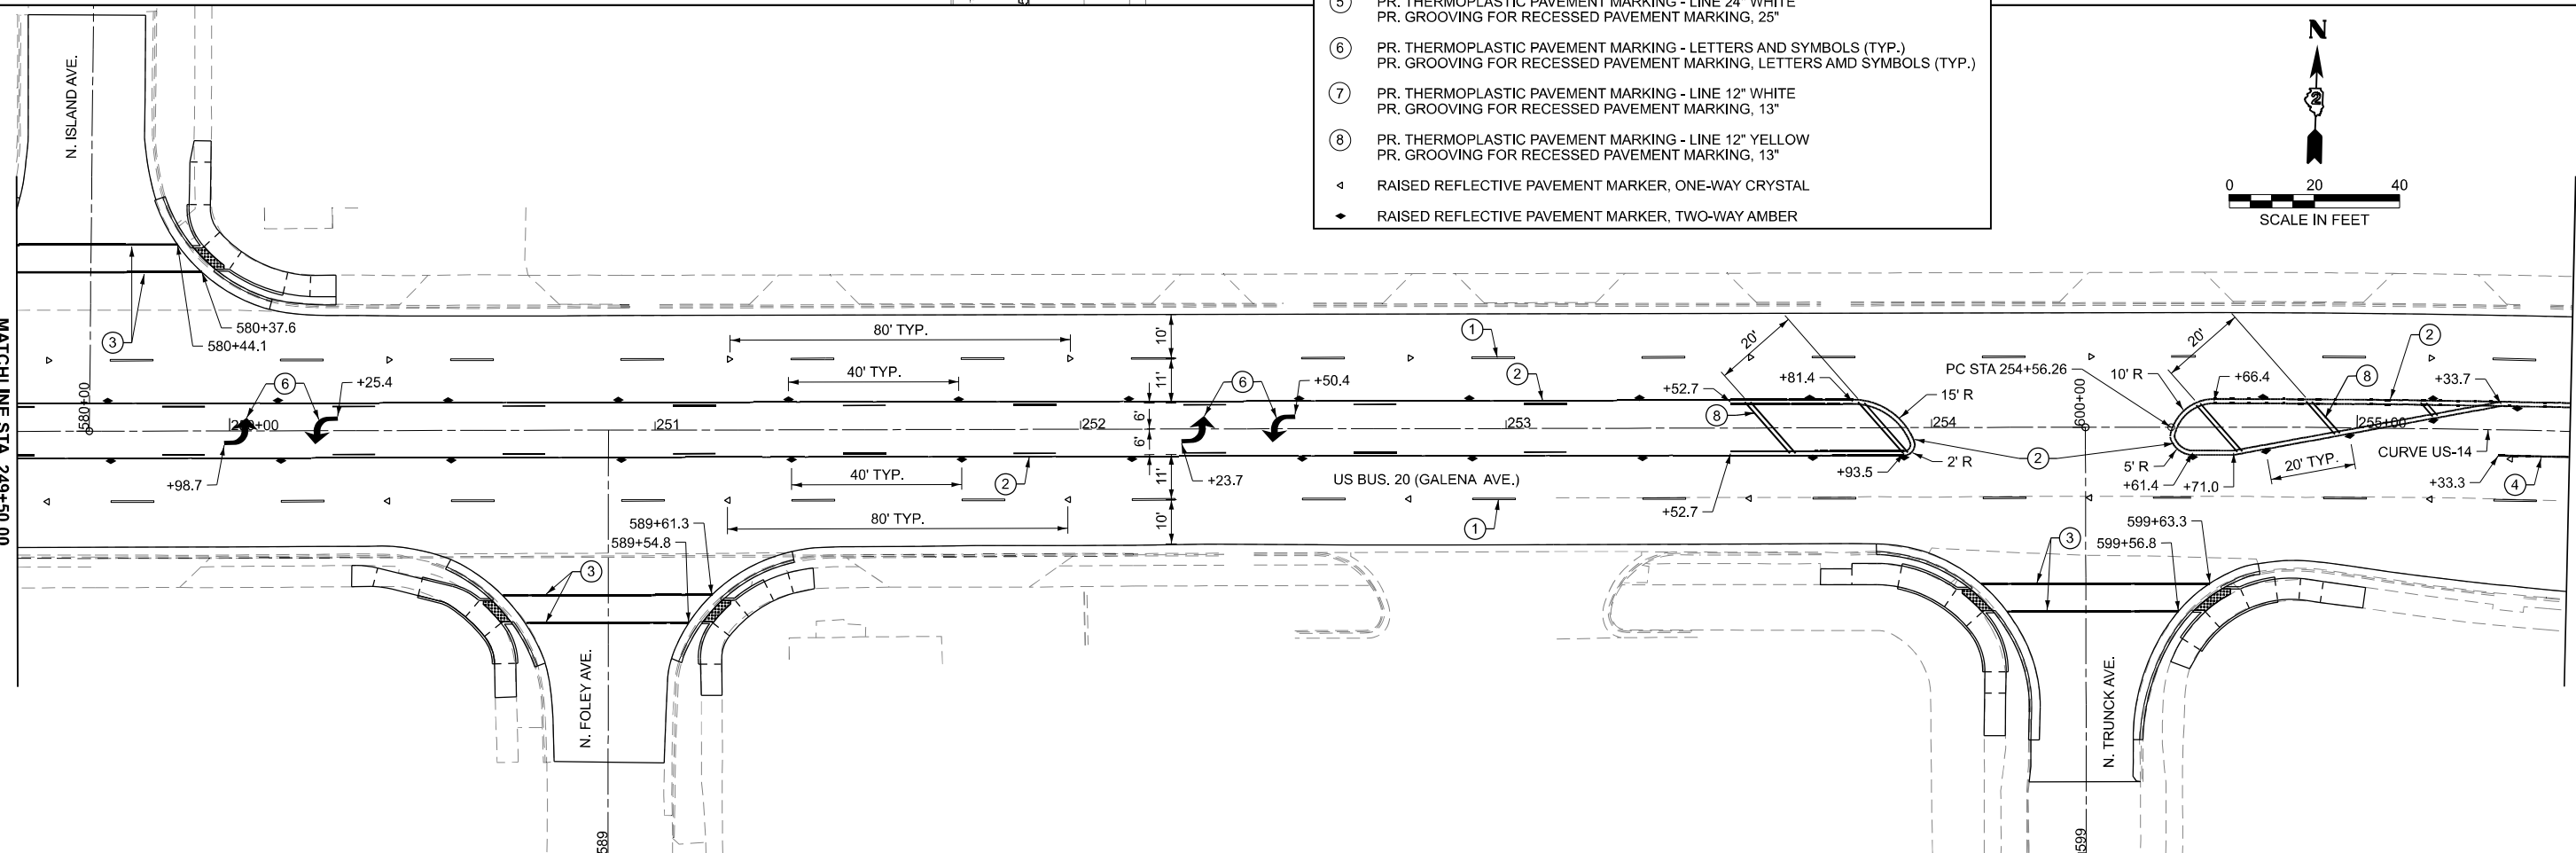 5 PR. THERMOPLASTIC PAVEMENT MARKING - LINE 24" WHITE
PR. GROOVING FOR RECESSED PAVEMENT MARKING, 25"
6 PR. THERMOPLASTIC PAVEMENT MARKING - LETTERS AND SYMBOLS (TYP.)
PR. GROOVING FOR RECESSED PAVEMENT MARKING, LETTERS AMD SYMBOLS (TYP.)
7 PR. THERMOPLASTIC PAVEMENT MARKING - LINE 12" WHITE
PR. GROOVING FOR RECESSED PAVEMENT MARKING, 13"
8 PR. THERMOPLASTIC PAVEMENT MARKING - LINE 12" YELLOW
PR. GROOVING FOR RECESSED PAVEMENT MARKING, 13"
RAISED REFLECTIVE PAVEMENT MARKER, ONE-WAY CRYSTAL
RAISED REFLECTIVE PAVEMENT MARKER, TWO-WAY AMBER
N
2
0 20 40
SCALE IN FEET
N. ISLAND AVE.
MATCHLINE STA. 249+50.00
580+00
3
580+37.6
580+44.1
6
+25.4
+98.7
251
252
253
254
255+00
80' TYP.
40' TYP.
40' TYP.
80' TYP.
10'
11'
6'
6'
11'
10'
6
+50.4
+23.7
1
2
2
1
US BUS. 20 (GALENA AVE.)
20'
+52.7
+81.4
15' R
8
2' R
+93.5
+52.7
2
PC STA 254+56.26
600+00
10' R
20'
+66.4
8
2
+33.7
CURVE US-14
5' R
+61.4
+71.0
20' TYP.
+33.3
4
589+61.3
589+54.8
3
N. FOLEY AVE.
589
599+63.3
599+56.8
3
N. TRUNCK AVE.
599